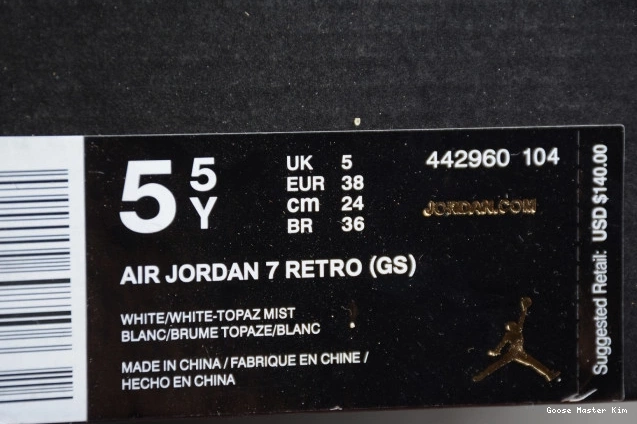 5 5 Y
UK 5
EUR 38
cm 24
BR 36
442960 104
JORDAN.COM
AIR JORDAN 7 RETRO (GS)
WHITE/WHITE-TOPAZ MIST
BLANC/BRUME TOPAZE/BLANC
MADE IN CHINA / FABRIQUE EN CHINE /
HECHO EN CHINA
Suggested Retail: USD $140.00
Goose Master Kim